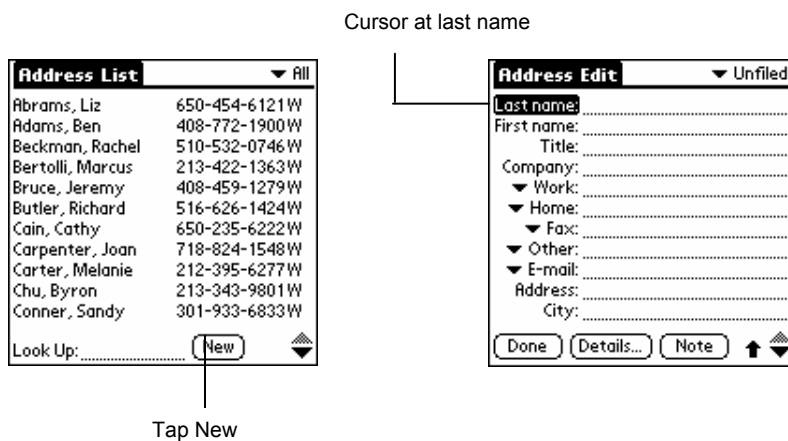 Cursor at last name
Address List All
Abrams, Liz 650-454-6121W
Adams, Ben 408-772-1900W
Beckman, Rachel 510-532-0746W
Bertolli, Marcus 213-422-1363W
Bruce, Jeremy 408-459-1279W
Butler, Richard 516-626-1424W
Cain, Cathy 650-235-6222W
Carpenter, Joan 718-824-1548W
Carter, Melanie 212-395-6277W
Chu, Byron 213-343-9801W
Conner, Sandy 301-933-6833W
Look Up: New
Tap New
Address Edit Unfiled
Last name:
First name:
Title:
Company:
Work:
Home:
Fax:
Other:
E-mail:
Address:
City:
Done Details... Note